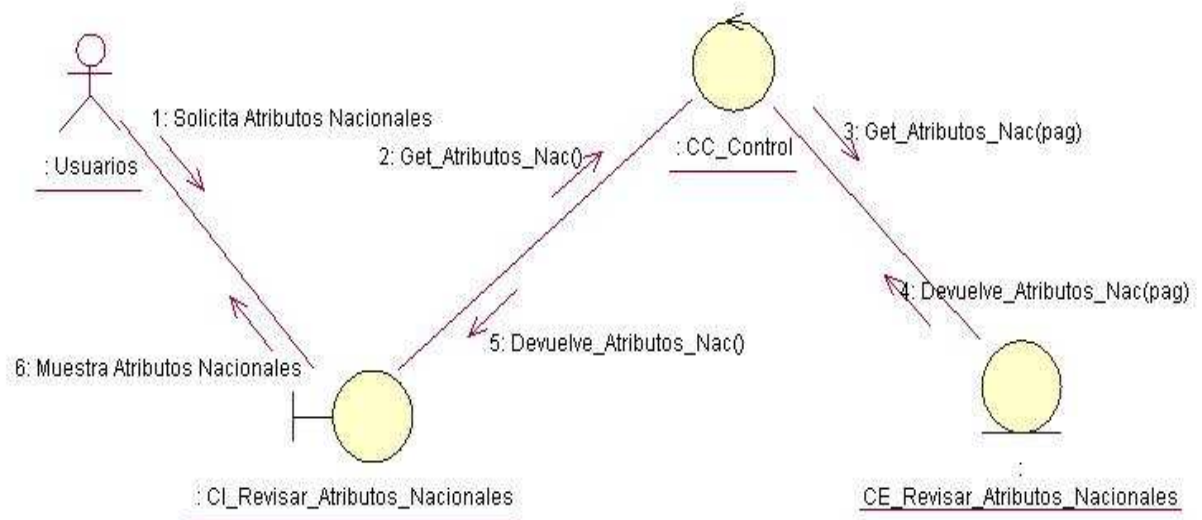 1: Solicita Atributos Nacionales
: Usuarios
2: Get_Atributos_Nac()
: CC_Control
3: Get_Atributos_Nac(pag)
4: Devuelve_Atributos_Nac(pag)
5: Devuelve_Atributos_Nac()
6: Muestra Atributos Nacionales
: CI_Revisar_Atributos_Nacionales
:
CE_Revisar_Atributos_Nacionales